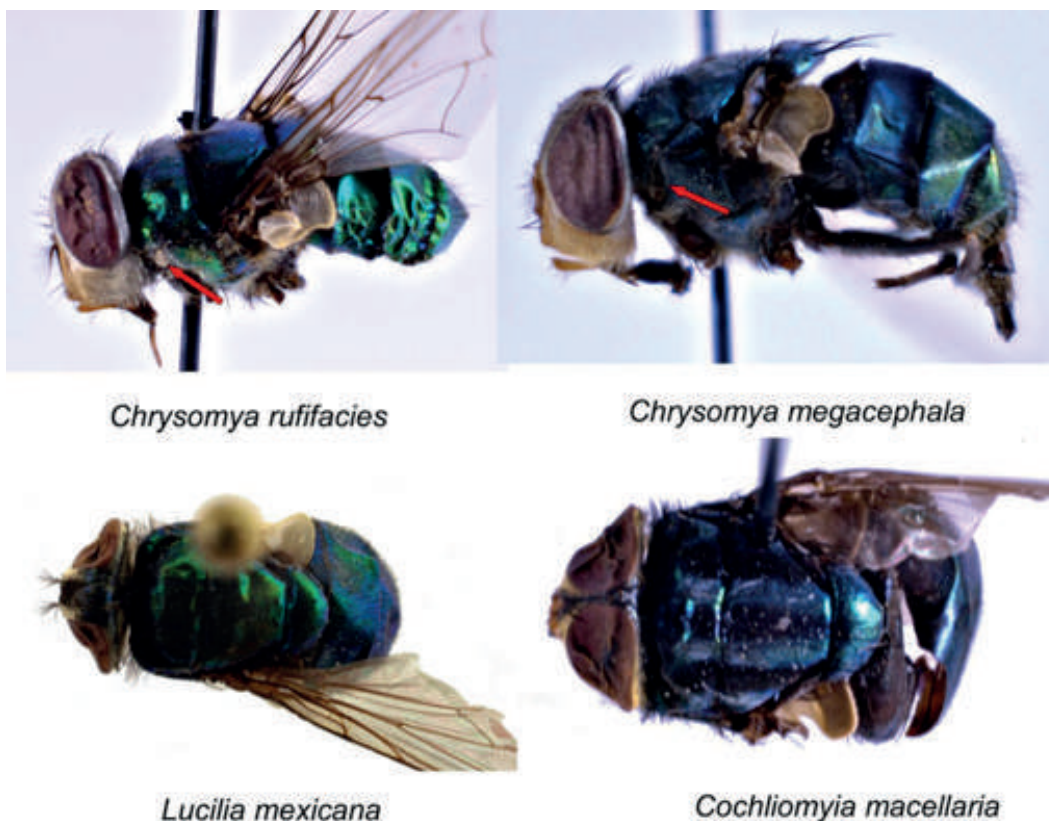 Chrysomya rufifacies
Chrysomya megacephala
Lucilia mexicana
Cochliomyia macellaria